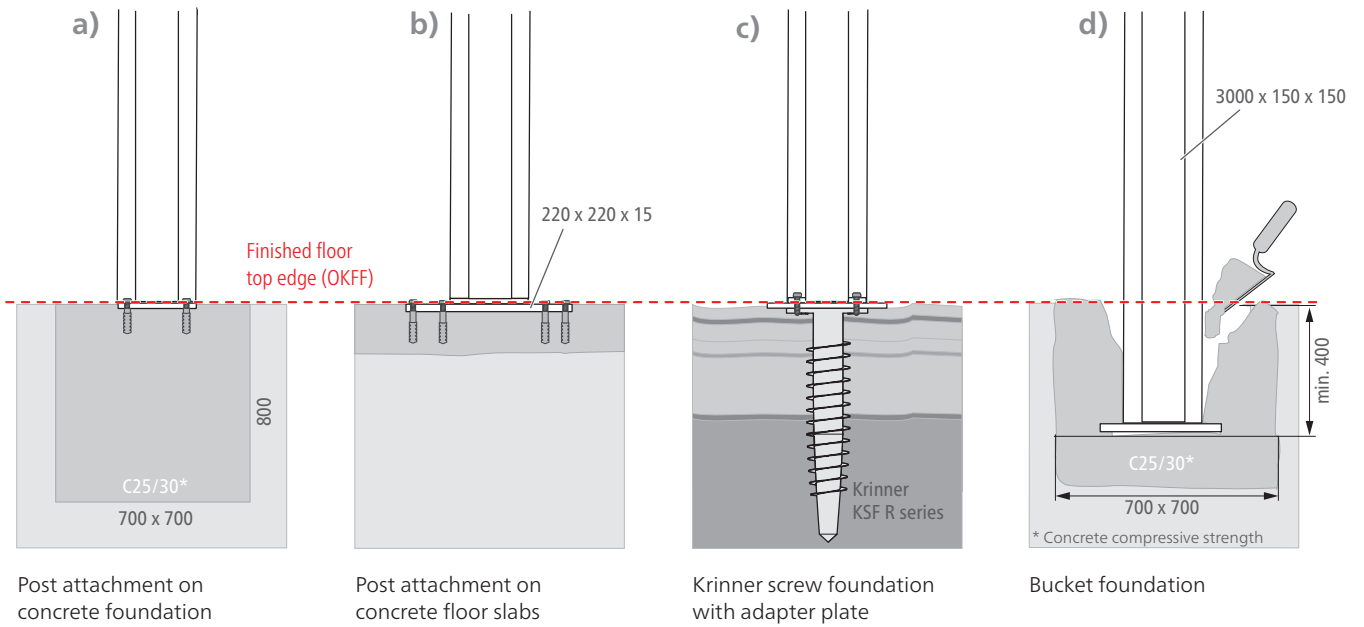 a)
b)
c)
d)
3000 x 150 x 150
220 x 220 x 15
Finished floor
top edge (OKFF)
800
C25/30*
700 x 700
Krinner
KSF R series
min. 400
C25/30*
700 x 700
* Concrete compressive strength
Post attachment on
concrete foundation
Post attachment on
concrete floor slabs
Krinner screw foundation
with adapter plate
Bucket foundation